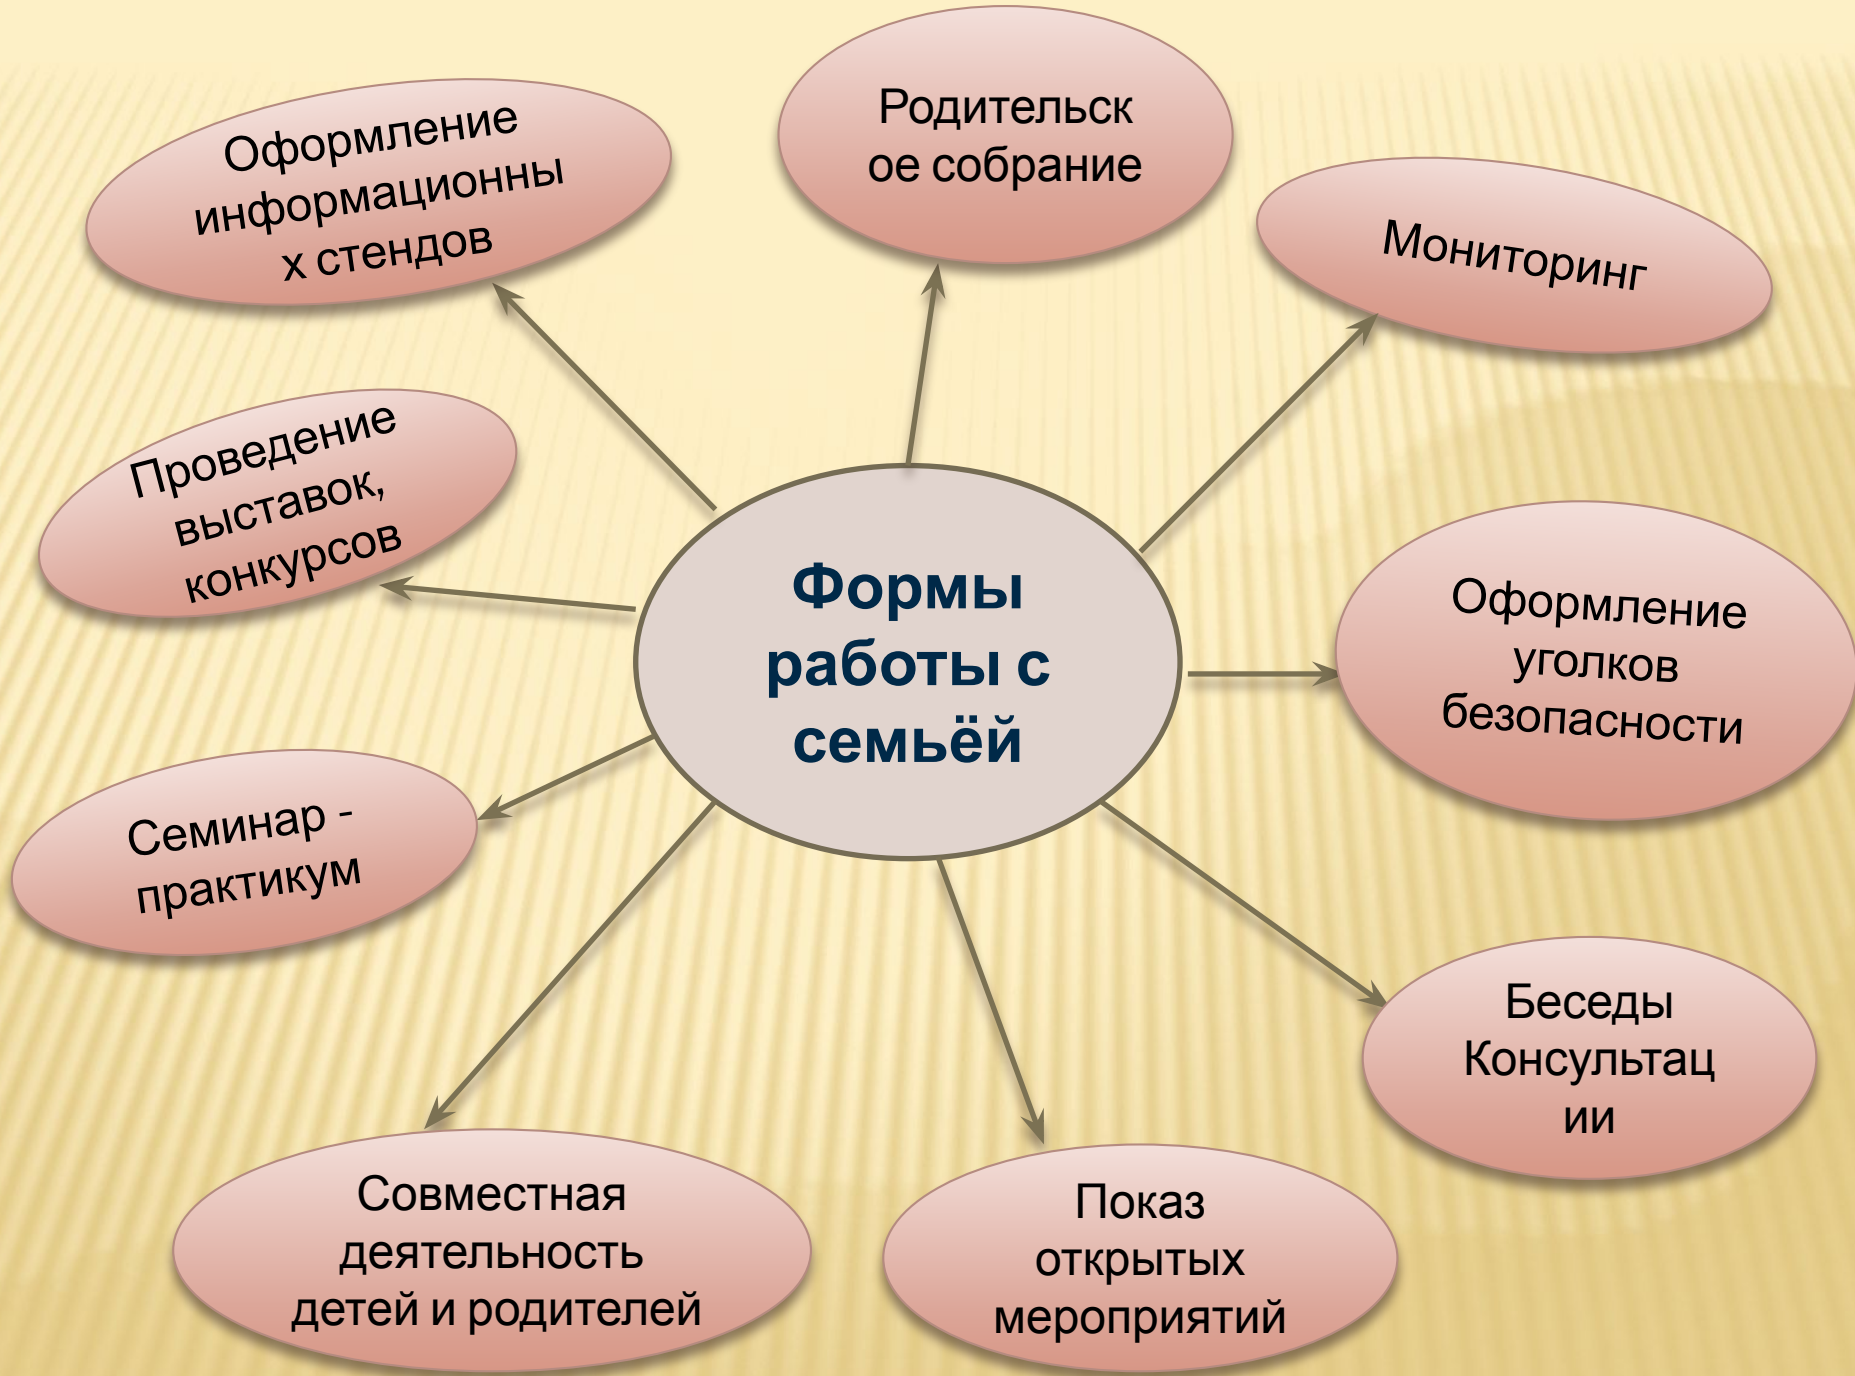 Оформление
информационны
х стендов
Родительск
ое собрание
Мониторинг
Проведение
выставок,
конкурсов
Формы
работы с
семьёй
Оформление
уголков
безопасности
Семинар -
практикум
Беседы
Консультац
ии
Совместная
деятельность
детей и родителей
Показ
открытых
мероприятий